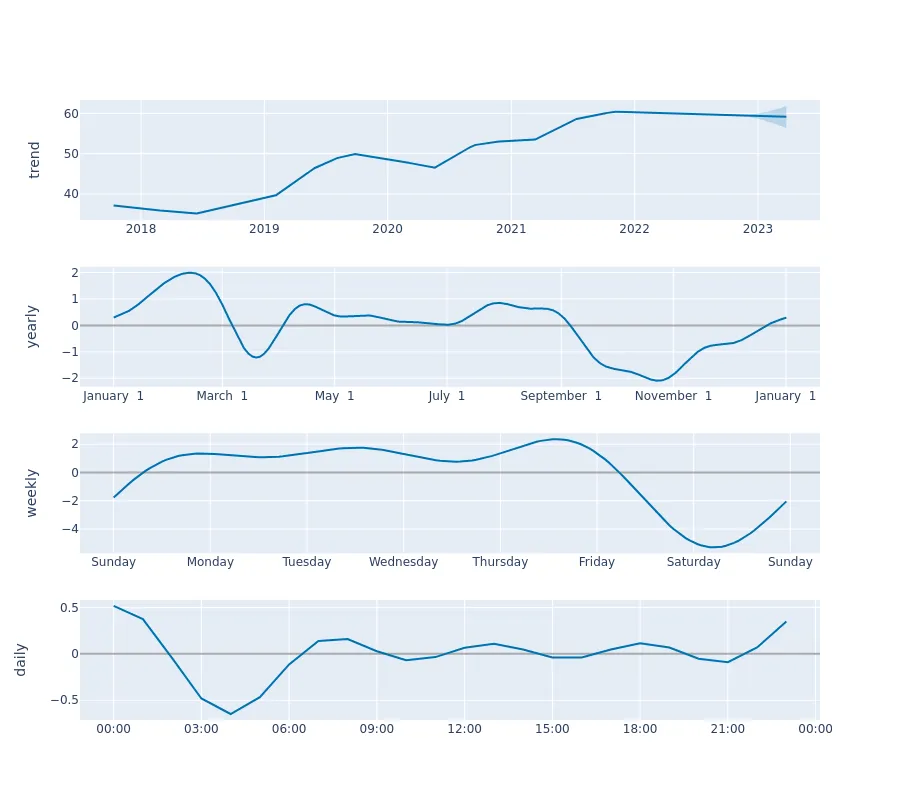 trend
60
50
40
2018 2019 2020 2021 2022 2023
yearly
2
1
0
−1
−2
January 1 March 1 May 1 July 1 September 1 November 1 January 1
weekly
2
0
−2
−4
Sunday Monday Tuesday Wednesday Thursday Friday Saturday Sunday
daily
0.5
0
−0.5
00:00 03:00 06:00 09:00 12:00 15:00 18:00 21:00 00:00